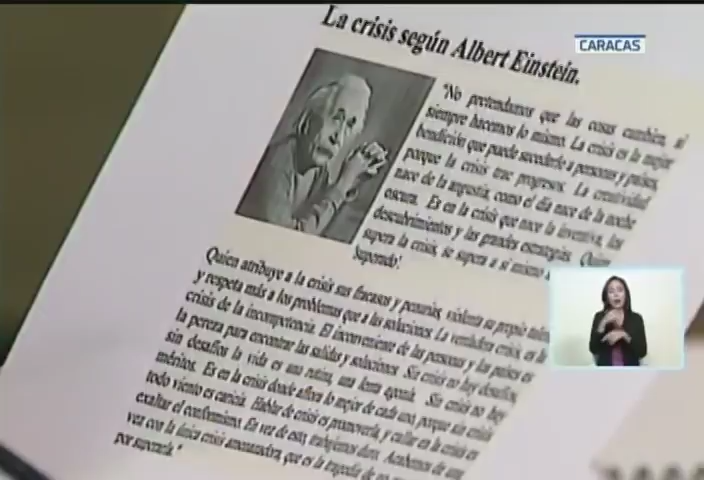 La crisis según Albert Einstein.
CARACAS
"No pretendamos que las cosas cambien, si
siempre hacemos lo mismo. La crisis es la mejor
bendición que puede sucederle a personas y países,
porque la crisis trae progresos. La creatividad
nace de la angustia, como el día nace de la noche
oscura. Es en la crisis que nace la inventiva, los
descubrimientos y las grandes estrategias. Quien
supera la crisis, se supera a sí mismo
Quien atribuye a la crisis sus fracasos y penurias, violenta su propio talento
y respeta más a los problemas que a las soluciones. La verdadera crisis, es la
crisis de la incompetencia. El inconveniente de las personas y los países es
la pereza para encontrar las salidas y soluciones. Sin crisis no hay desafíos,
sin desafíos la vida es una rutina, una lenta agonía. Sin crisis no hay
méritos. Es en la crisis donde aflora lo mejor de cada uno, porque sin crisis
todo viento es caricia. Hablar de crisis es promoverla, y callar en la crisis es
exaltar el conformismo. En vez de esto, trabajemos duro. Acabemos de una
vez con la única crisis amenazadora, que es la tragedia de no
por superarla."